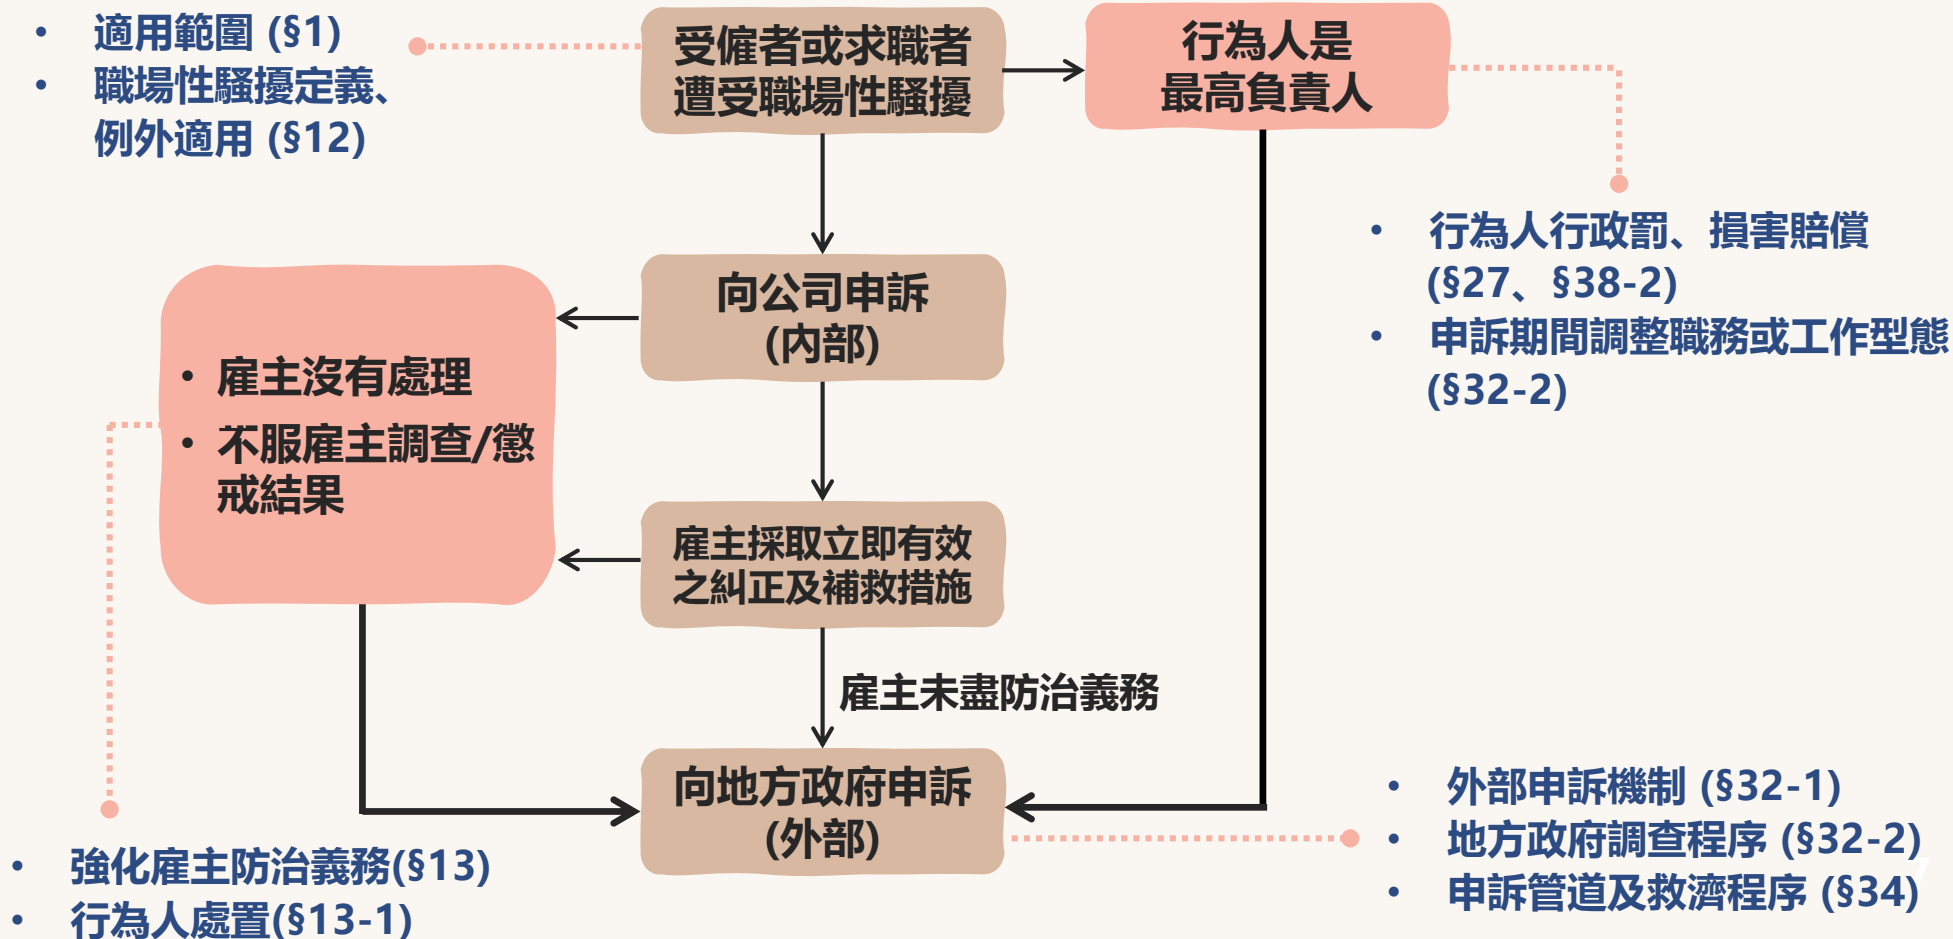 • 適用範圍 (§1)
• 職場性騷擾定義、
例外適用 (§12)
受僱者或求職者
遭受職場性騷擾
行為人是
最高負責人
• 行為人行政罰、損害賠償
(§27、§38-2)
• 申訴期間調整職務或工作型態
(§32-2)
向公司申訴
(內部)
• 雇主沒有處理
• 不服雇主調查/懲
戒結果
雇主採取立即有效
之糾正及補救措施
雇主未盡防治義務
向地方政府申訴
(外部)
• 外部申訴機制 (§32-1)
• 地方政府調查程序 (§32-2)
• 申訴管道及救濟程序 (§34)
7
• 強化雇主防治義務(§13)
• 行為人處置(§13-1)